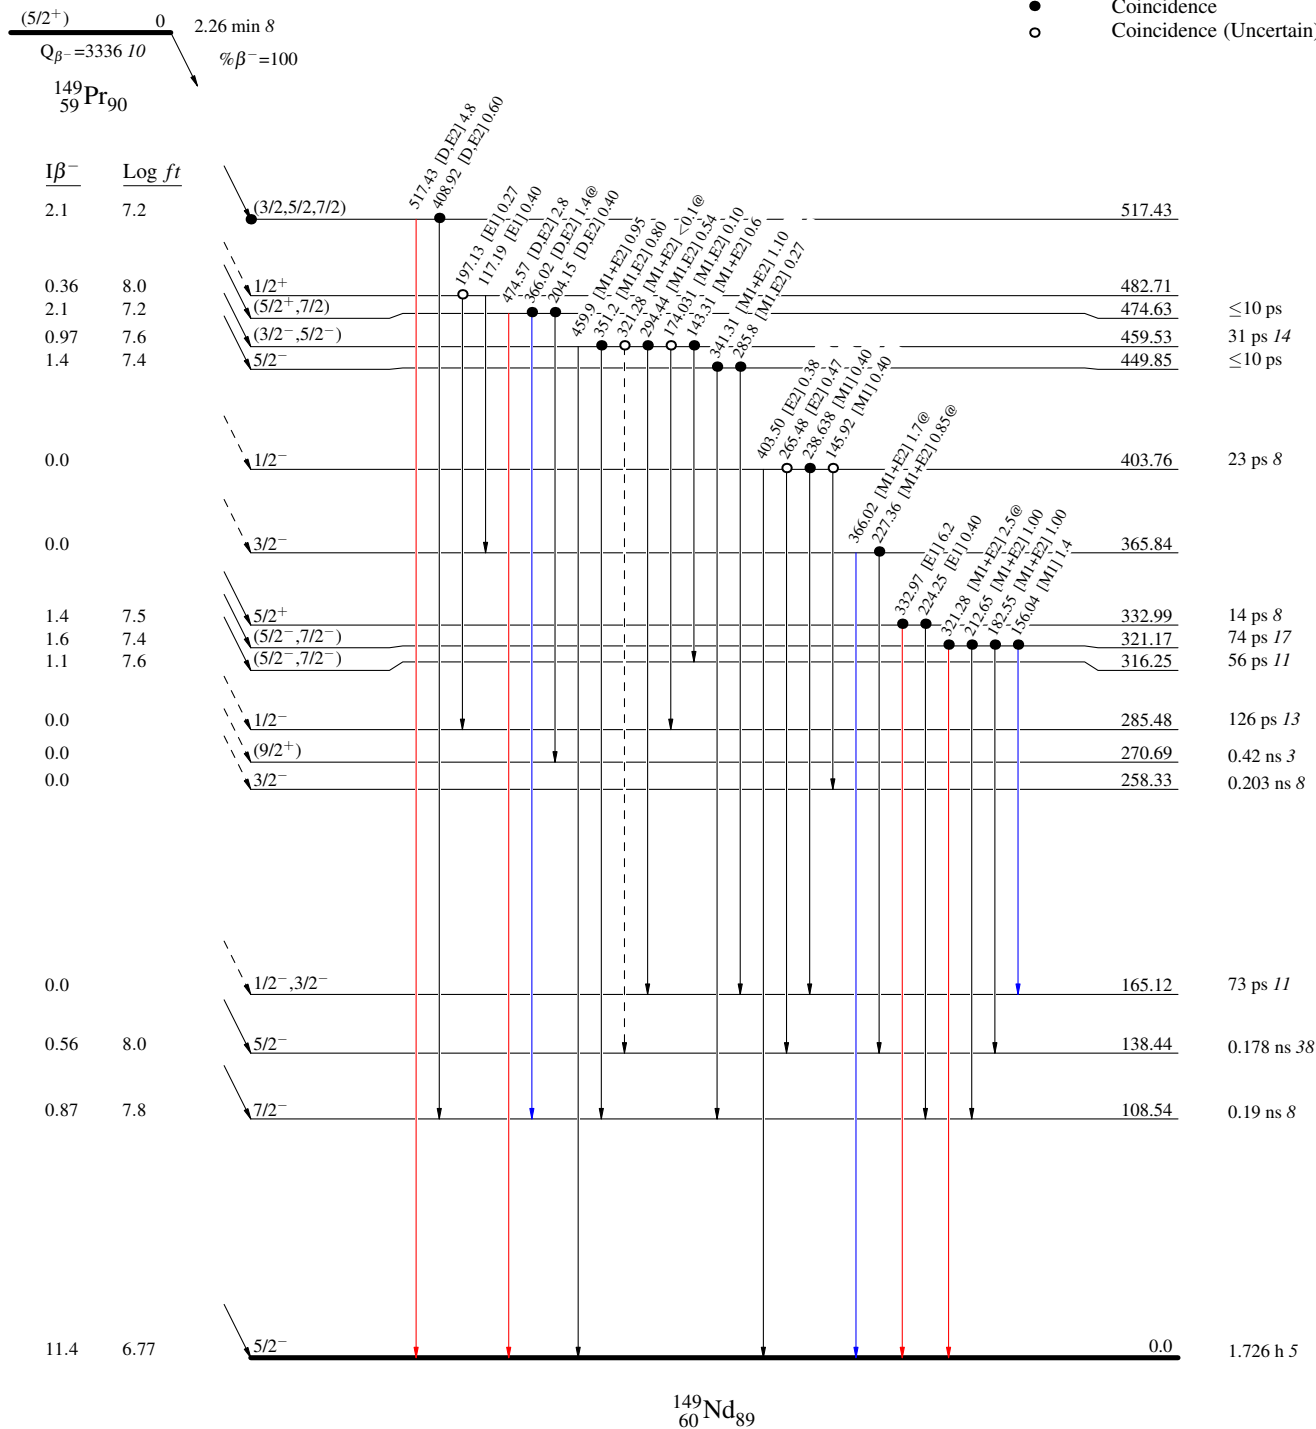 Coincidence
Coincidence (Uncertain)
(5/2⁺) 0 2.26 min 8
Qβ⁻=3336 10 %β⁻=100
¹⁴⁹₅₉Pr₉₀
Iβ⁻ Log ft
517.43 [D,E2] 4.8
408.92 [D,E2] 0.60
197.13 [E1] 0.27
117.19 [E1] 0.40
474.57 [D,E2] 2.8
366.02 [D,E2] 1.4@
204.15 [D,E2] 0.40
459.9 [M1+E2] 0.95
351.2 [M1,E2] 0.80
321.28 [M1+E2] <0.1@
294.44 [M1,E2] 0.54
174.031 [M1,E2] 0.10
143.31 [M1+E2] 0.6
341.31 [M1+E2] 1.10
285.8 [M1,E2] 0.27
403.50 [E2] 0.38
265.48 [E2] 0.47
238.638 [M1] 0.40
145.92 [M1] 0.40
366.02 [M1+E2] 1.7@
227.36 [M1+E2] 0.85@
332.97 [E1] 6.2
224.25 [E1] 0.40
321.28 [M1+E2] 2.5@
212.65 [M1+E2] 1.00
182.55 [M1+E2] 1.00
156.04 [M1] 1.4
2.1 7.2 (3/2,5/2,7/2) 517.43
0.36 8.0 1/2⁺ 482.71
2.1 7.2 (5/2⁺,7/2) 474.63 ≤10 ps
0.97 7.6 (3/2⁻,5/2⁻) 459.53 31 ps 14
1.4 7.4 5/2⁻ 449.85 ≤10 ps
0.0 1/2⁻ 403.76 23 ps 8
0.0 3/2⁻ 365.84
1.4 7.5 5/2⁺ 332.99 14 ps 8
1.6 7.4 (5/2⁻,7/2⁻) 321.17 74 ps 17
1.1 7.6 (5/2⁻,7/2⁻) 316.25 56 ps 11
0.0 1/2⁻ 285.48 126 ps 13
0.0 (9/2⁺) 270.69 0.42 ns 3
0.0 3/2⁻ 258.33 0.203 ns 8
0.0 1/2⁻,3/2⁻ 165.12 73 ps 11
0.56 8.0 5/2⁻ 138.44 0.178 ns 38
0.87 7.8 7/2⁻ 108.54 0.19 ns 8
11.4 6.77 5/2⁻ 0.0 1.726 h 5
¹⁴⁹₆₀Nd₈₉